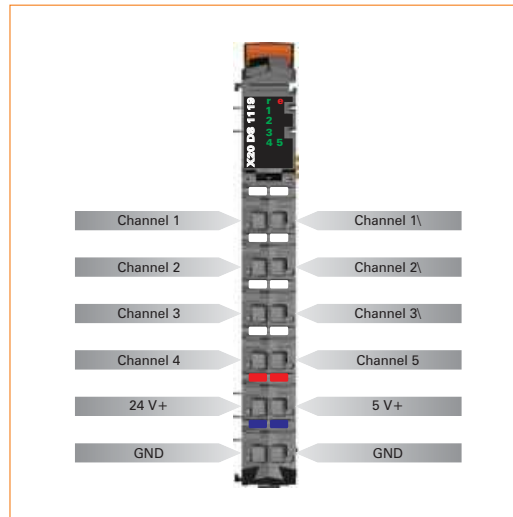 X20 DS 1119
r e
1
2
3
4 5
Channel 1 Channel 1\
Channel 2 Channel 2\
Channel 3 Channel 3\
Channel 4 Channel 5
24 V+ 5 V+
GND GND